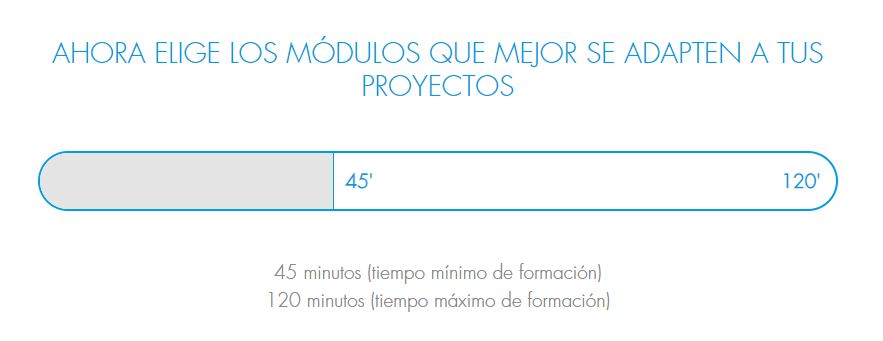 AHORA ELIGE LOS MÓDULOS QUE MEJOR SE ADAPTEN A TUS
PROYECTOS
45' 120'
45 minutos (tiempo mínimo de formación)
120 minutos (tiempo máximo de formación)